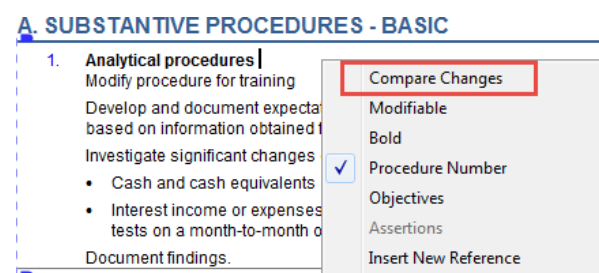 A. SUBSTANTIVE PROCEDURES - BASIC
1. Analytical procedures
Modify procedure for training
Develop and document
based on information obtained
Investigate significant changes
• Cash and cash equivalents
• Interest income or expenses
tests on a month-to-month
Document findings.
Compare Changes
Modifiable
Bold
✓ Procedure Number
Objectives
Assertions
Insert New Reference